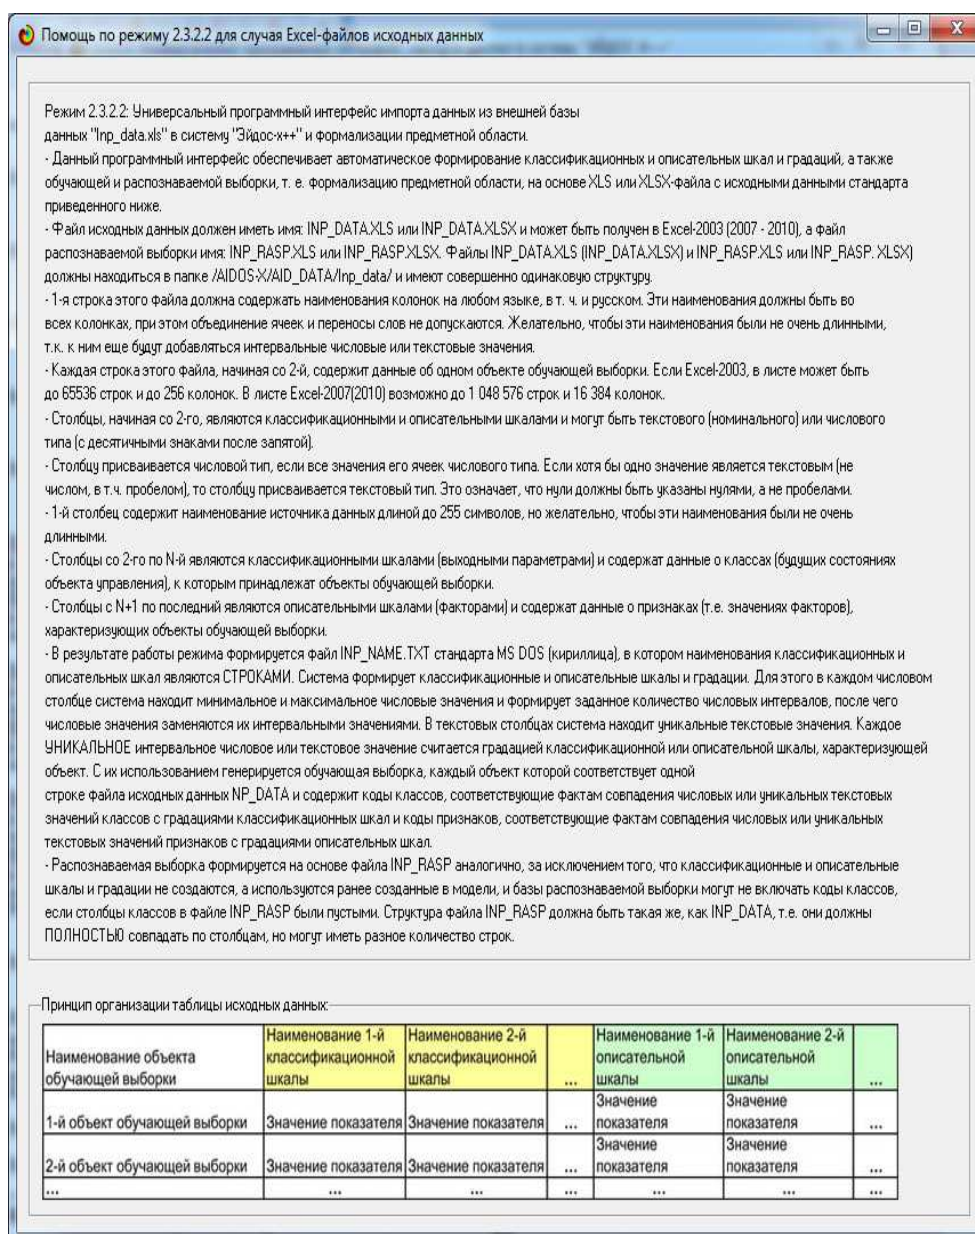 Помощь по режиму 2.3.2.2 для случая Excel-файлов исходных данных
Режим 2.3.2.2: Универсальный программный интерфейс импорта данных из внешней базы
данных "Inp_data.xls" в систему "Эйдос-х++" и формализации предметной области.
- Данный программный интерфейс обеспечивает автоматическое формирование классификационных и описательных шкал и градаций, а также
обучающей и распознаваемой выборки, т. е. формализацию предметной области, на основе XLS или XLSX-файла с исходными данными стандарта
приведенного ниже.
- Файл исходных данных должен иметь имя: INP_DATA.XLS или INP_DATA.XLSX и может быть получен в Excel-2003 (2007 - 2010), а файл
распознаваемой выборки имя: INP_RASP.XLS или INP_RASP.XLSX. Файлы INP_DATA.XLS (INP_DATA.XLSX) и INP_RASP.XLS или INP_RASP. XLSX)
должны находиться в папке /AIDOS-X/AID_DATA/Inp_data/ и имеют совершенно одинаковую структуру.
- 1-я строка этого файла должна содержать наименования колонок на любом языке, в т. ч. и русском. Эти наименования должны быть во
всех колонках, при этом объединение ячеек и переносы слов не допускаются. Желательно, чтобы эти наименования были не очень длинными,
т.к. к ним еще будут добавляться интервальные числовые или текстовые значения.
- Каждая строка этого файла, начиная со 2-й, содержит данные об одном объекте обучающей выборки. Если Excel-2003, в листе может быть
до 65536 строк и до 256 колонок. В листе Excel-2007(2010) возможно до 1 048 576 строк и 16 384 колонок.
- Столбцы, начиная со 2-го, являются классификационными и описательными шкалами и могут быть текстового (номинального) или числового
типа (с десятичными знаками после запятой).
- Столбцу присваивается числовой тип, если все значения его ячеек числового типа. Если хотя бы одно значение является текстовым (не
числом, в т.ч. пробелом), то столбцу присваивается текстовый тип. Это означает, что нули должны быть указаны нулями, а не пробелами.
- 1-й столбец содержит наименование источника данных длиной до 255 символов, но желательно, чтобы эти наименования были не очень
длинными.
- Столбцы со 2-го по N-й являются классификационными шкалами (выходными параметрами) и содержат данные о классах (будущих состояниях
объекта управления), к которым принадлежат объекты обучающей выборки.
- Столбцы с N+1 по последний являются описательными шкалами (факторами) и содержат данные о признаках (т.е. значениях факторов),
характеризующих объекты обучающей выборки.
- В результате работы режима формируется файл INP_NAME.TXT стандарта MS DOS (кириллица), в котором наименования классификационных и
описательных шкал являются СТРОКАМИ. Система формирует классификационные и описательные шкалы и градации. Для этого в каждом числовом
столбце система находит минимальное и максимальное числовые значения и формирует заданное количество числовых интервалов, после чего
числовые значения заменяются их интервальными значениями. В текстовых столбцах система находит уникальные текстовые значения. Каждое
УНИКАЛЬНОЕ интервальное числовое или текстовое значение считается градацией классификационной или описательной шкалы, характеризующей
объект. С их использованием генерируется обучающая выборка, каждый объект которой соответствует одной
строке файла исходных данных NP_DATA и содержит коды классов, соответствующие фактам совпадения числовых или уникальных текстовых
значений классов с градациями классификационных шкал и коды признаков, соответствующие фактам совпадения числовых или уникальных
текстовых значений признаков с градациями описательных шкал.
- Распознаваемая выборка формируется на основе файла INP_RASP аналогично, за исключением того, что классификационные и описательные
шкалы и градации не создаются, а используются ранее созданные в модели, и базы распознаваемой выборки могут не включать коды классов,
если столбцы классов в файле INP_RASP были пустыми. Структура файла INP_RASP должна быть такая же, как INP_DATA, т.е. они должны
ПОЛНОСТЬЮ совпадать по столбцам, но могут иметь разное количество строк.
Принцип организации таблицы исходных данных:
Наименование объекта
обучающей выборки
Наименование 1-й
классификационной
шкалы
Наименование 2-й
классификационной
шкалы
...
Наименование 1-й
описательной
шкалы
Наименование 2-й
описательной
шкалы
...
1-й объект обучающей выборки
Значение показателя
Значение показателя
...
Значение
показателя
Значение
показателя
...
2-й объект обучающей выборки
Значение показателя
Значение показателя
...
Значение
показателя
Значение
показателя
...
...
...
...
...
...
...
...